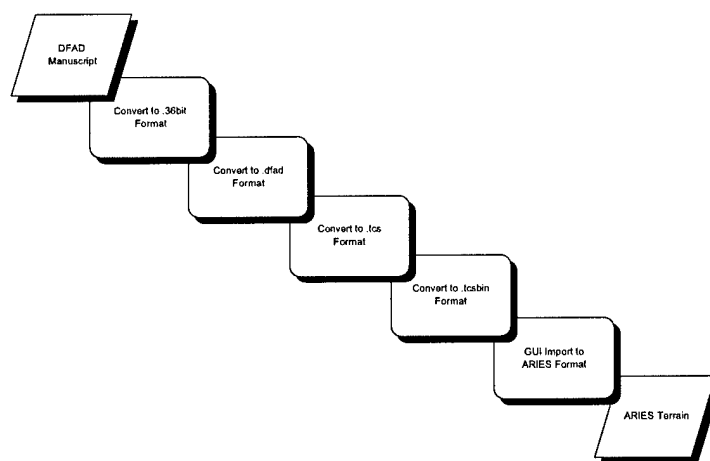 DFAD
Manuscript
Convert to .36bit
Format
Convert to .dfad
Format
Convert to .tcs
Format
Convert to .tcsbin
Format
GUI Import to
ARIES Format
ARIES Terrain